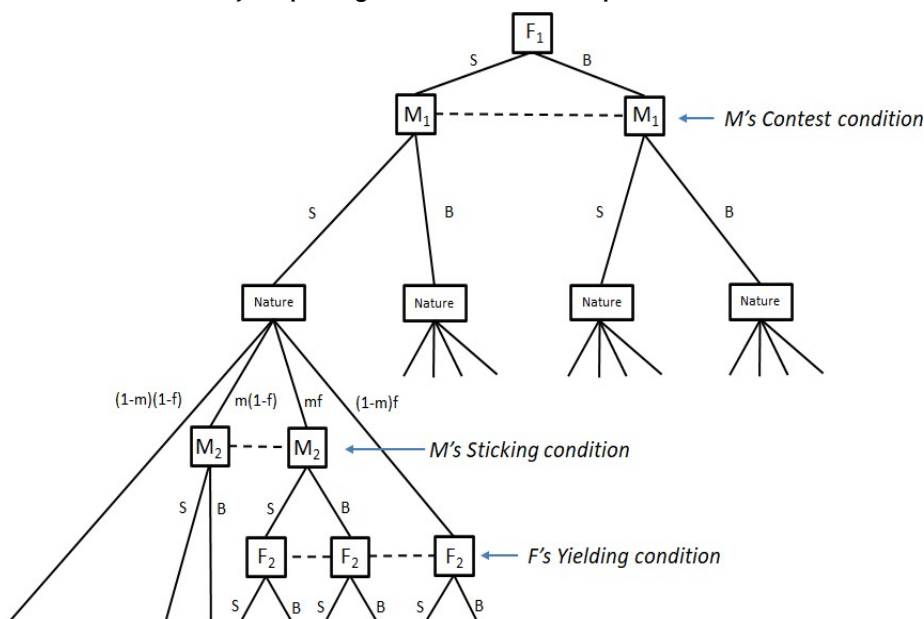 F1
S B
M1 M1 M's Contest condition
S B S B
Nature Nature Nature Nature
(1-m)(1-f) m(1-f) mf (1-m)f
M2 M2 M's Sticking condition
S B S B
F2 F2 F2 F's Yielding condition
S B S B S B